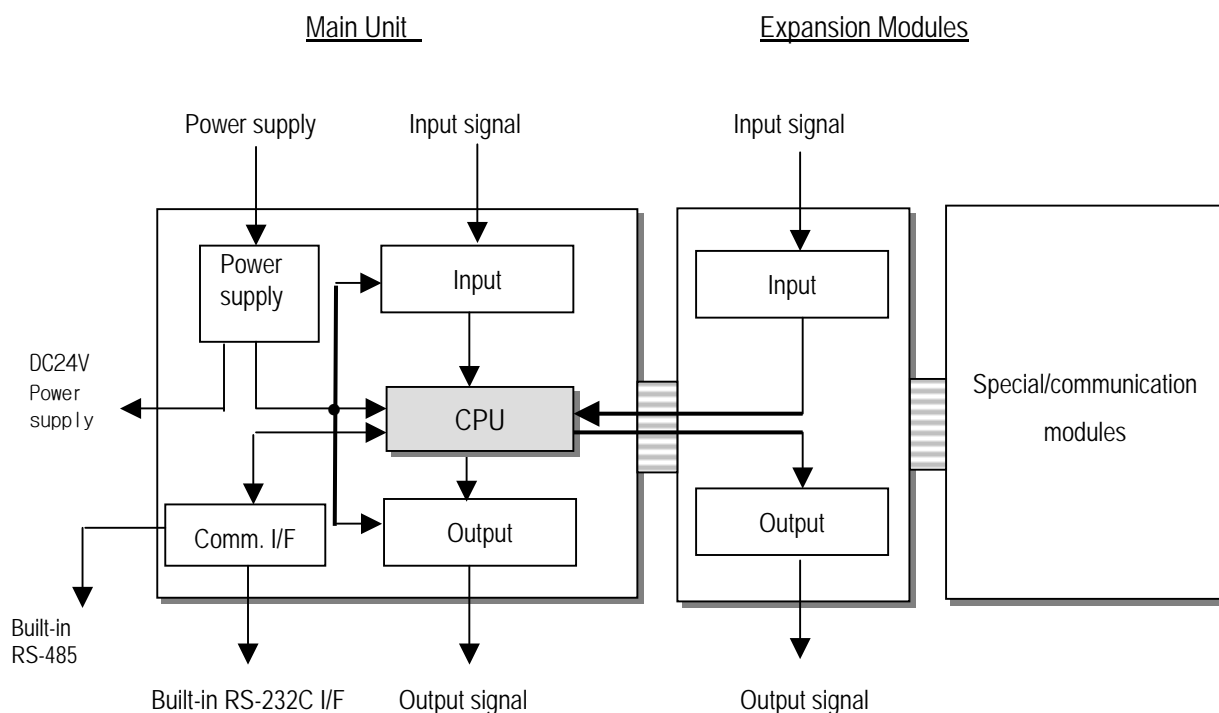 Main Unit
Expansion Modules
Power supply
Input signal
Input signal
Power
supply
Input
Input
DC24V
Power
supply
CPU
Special/communication
modules
Comm. I/F
Output
Output
Built-in
RS-485
Built-in RS-232C I/F
Output signal
Output signal